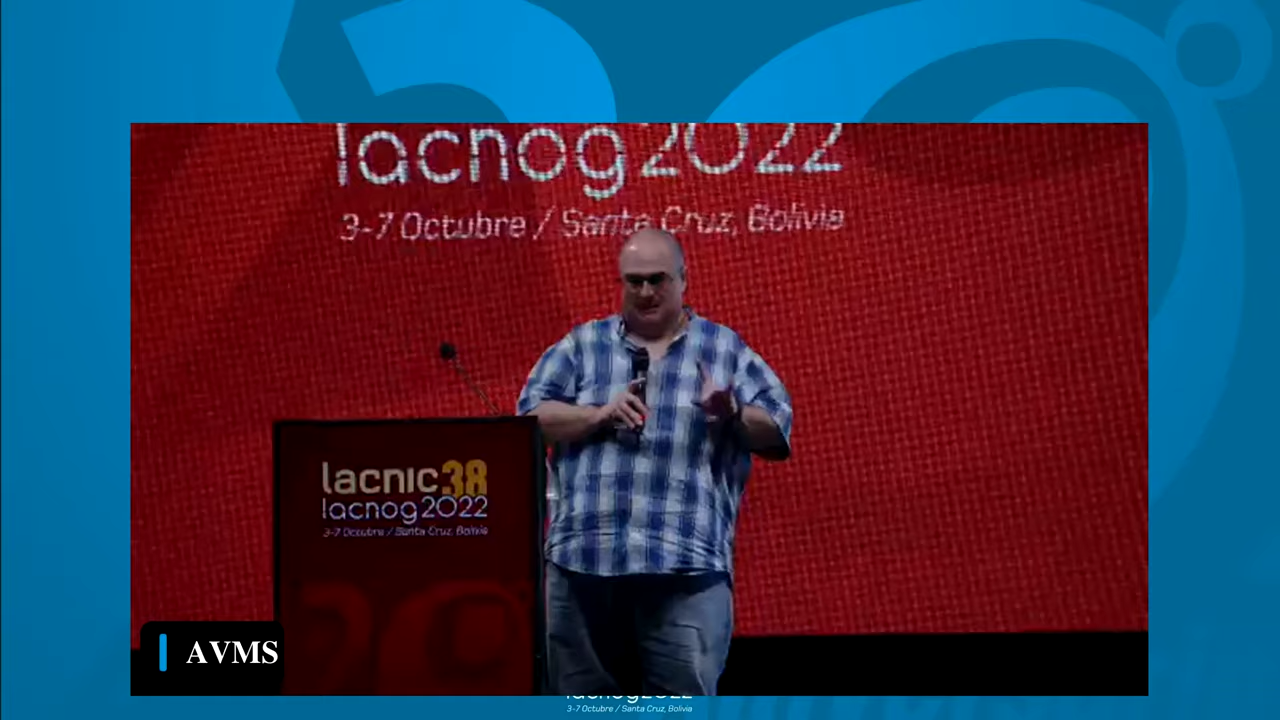 lacnog2022
3-7 Octubre / Santa Cruz, Bolivia
lacnic38
lacnog2022
3-7 Octubre / Santa Cruz, Bolivia
AVMS
lacnog2022
3-7 Octubre / Santa Cruz, Bolivia